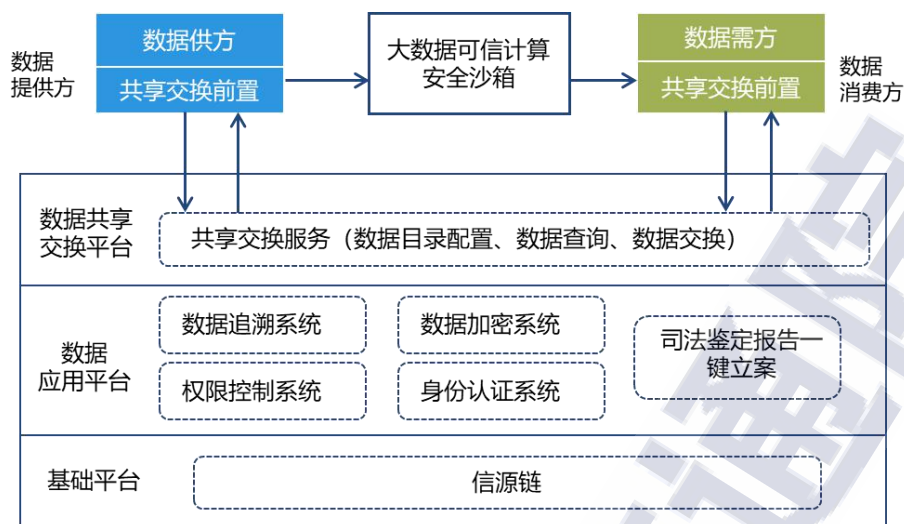 数据供方
大数据可信计算
安全沙箱
数据需方
数据
提供方
共享交换前置
共享交换前置
数据
消费方
数据共享
交换平台
共享交换服务（数据目录配置、数据查询、数据交换）
数据
应用平台
数据追溯系统
数据加密系统
司法鉴定报告一
键立案
权限控制系统
身份认证系统
基础平台
信源链